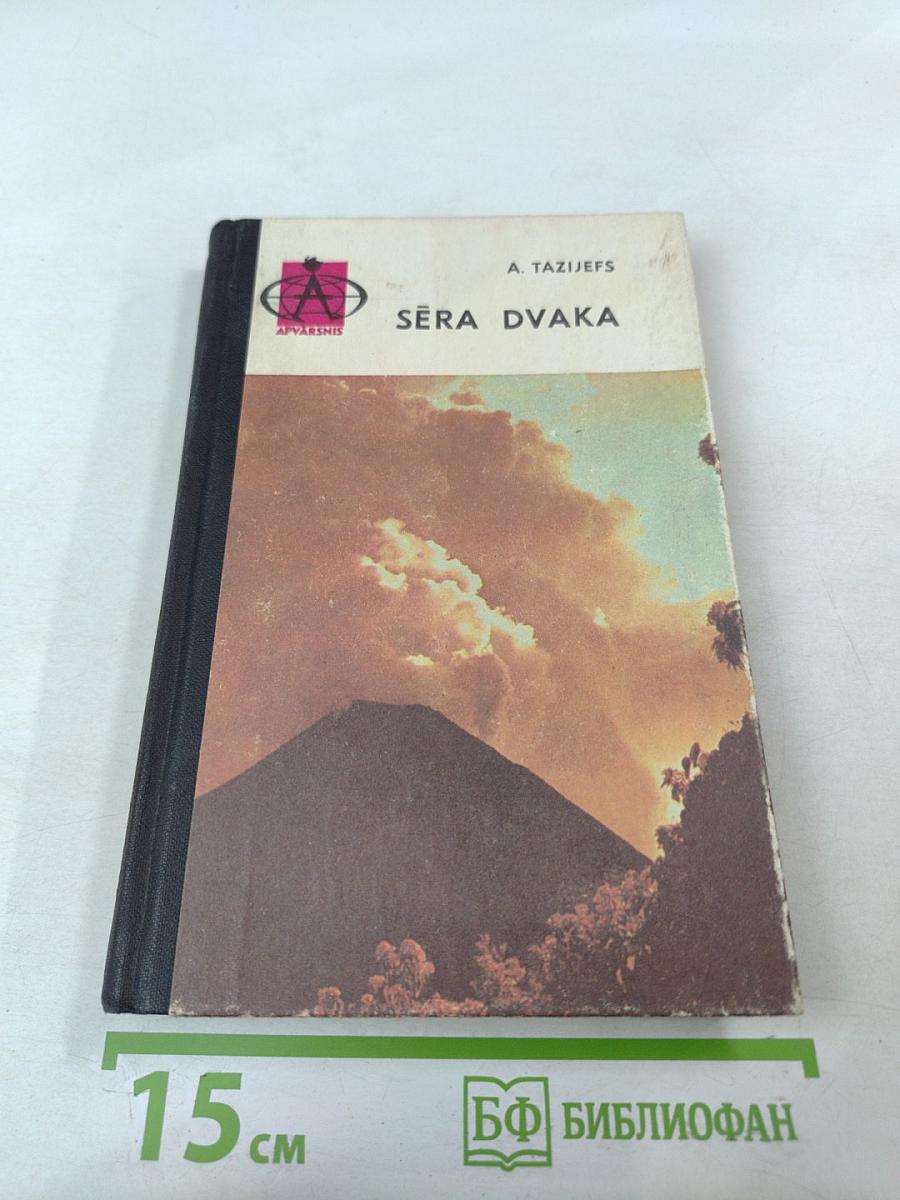 A. TAZIJEFS
SĒRA DVAKA
A
APVĀRSNIS
15 см
БФ БИБЛИОФАН